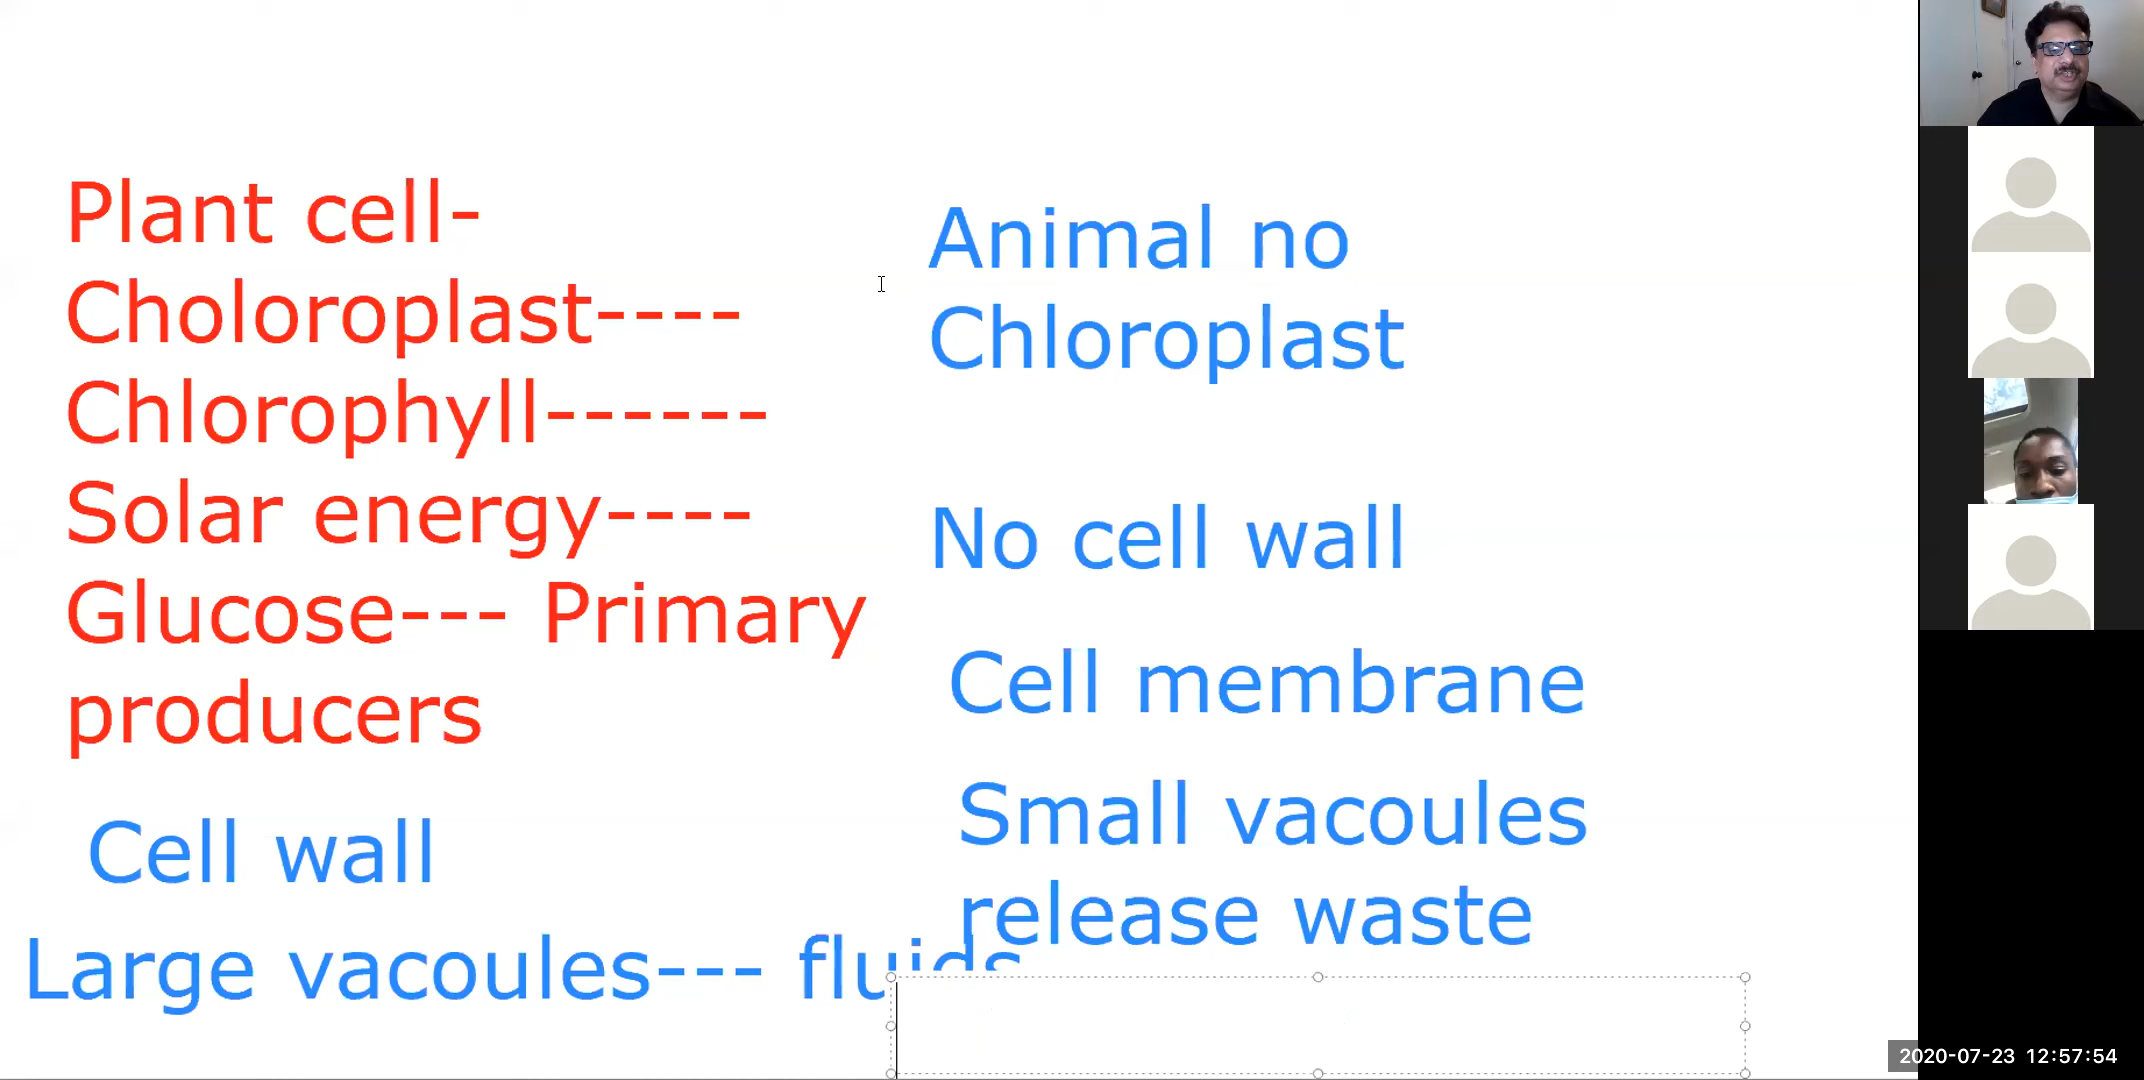 Plant cell-
Choloroplast----
Chlorophyll------
Solar energy----
Glucose--- Primary
producers
Cell wall
Large vacoules--- fluids
Animal no
Chloroplast
No cell wall
Cell membrane
Small vacoules
release waste
2020-07-23 12:57:54